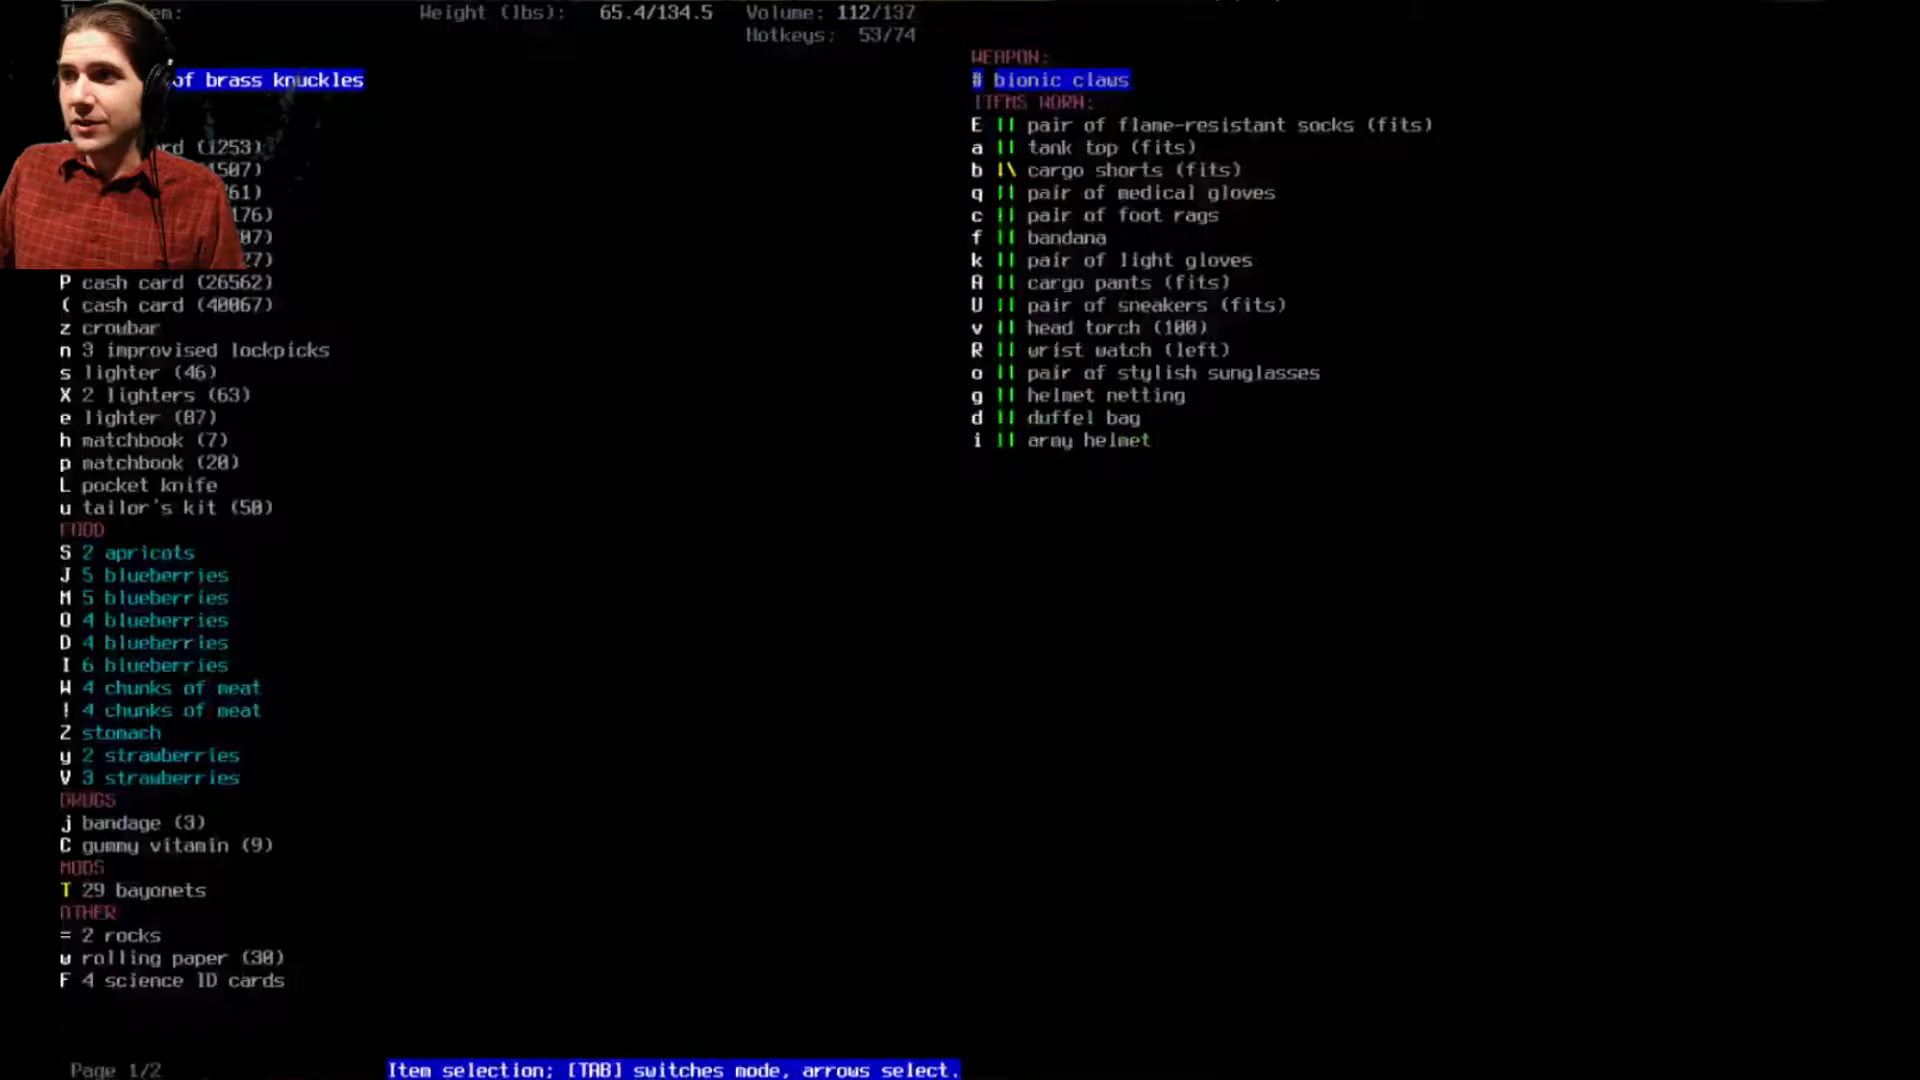 Weight (lbs): 65.4/134.5 Volume: 112/137
Hotkeys: 53/74
of brass knuckles
(1253)
1507)
61)
176)
07)
27)
P cash card (26562)
( cash card (40067)
z crowbar
n 3 improvised lockpicks
s lighter (46)
X 2 lighters (63)
e lighter (87)
h matchbook (7)
p matchbook (20)
L pocket knife
u tailor's kit (50)
FOOD
S 2 apricots
J 5 blueberries
M 5 blueberries
O 4 blueberries
D 4 blueberries
I 6 blueberries
W 4 chunks of meat
! 4 chunks of meat
Z stomach
y 2 strawberries
V 3 strawberries
DRUGS
j bandage (3)
C gummy vitamin (9)
MODS
T 29 bayonets
OTHER
= 2 rocks
w rolling paper (30)
F 4 science ID cards
WEAPON:
# bionic claws
ITEMS WORN:
E || pair of flame-resistant socks (fits)
a || tank top (fits)
b |\ cargo shorts (fits)
q || pair of medical gloves
c || pair of foot rags
f || bandana
k || pair of light gloves
A || cargo pants (fits)
U || pair of sneakers (fits)
v || head torch (100)
R || wrist watch (left)
o || pair of stylish sunglasses
g || helmet netting
d || duffel bag
i || army helmet
Page 1/2
Item selection; [TAB] switches mode, arrows select.